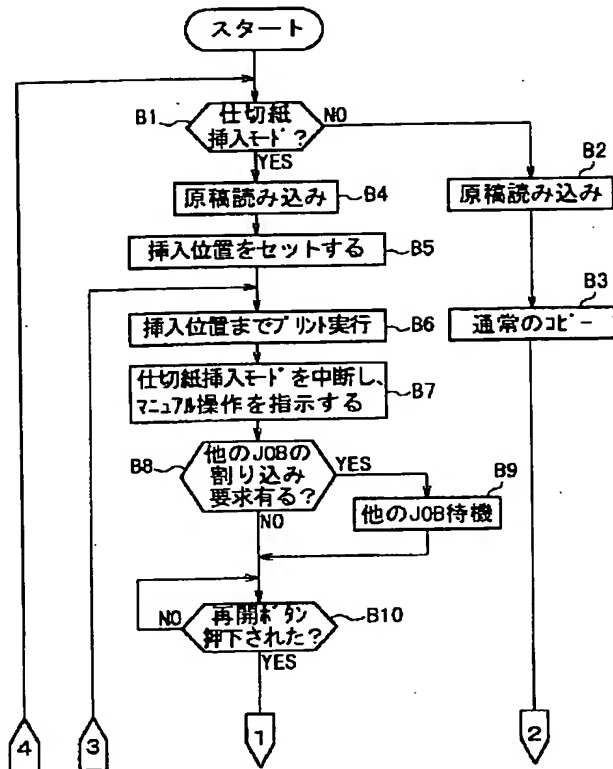 スタート
B1
仕切紙
挿入モード？
NO
YES
B2
原稿読み込み
原稿読み込み
B4
挿入位置をセットする
B5
B3
通常のコピー
挿入位置までプリント実行
B6
仕切紙挿入モードを中断し、
マニュアル操作を指示する
B7
B8
他のJOBの
割り込み
要求有る？
YES
NO
B9
他のJOB待機
NO
再開ボタン
押下された？
B10
YES
4
3
1
2